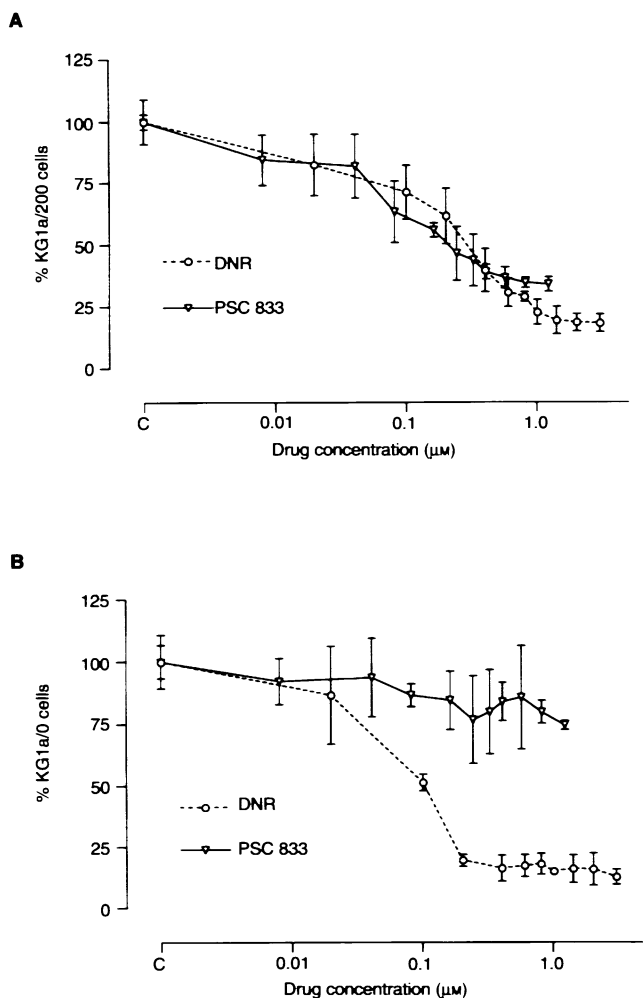 A
125
100
75
50
25
0
% KG1a/200 cells
DNR
PSC 833
C
0.01
0.1
1.0
Drug concentration (μM)
B
125
100
75
50
25
0
% KG1a/0 cells
DNR
PSC 833
C
0.01
0.1
1.0
Drug concentration (μM)